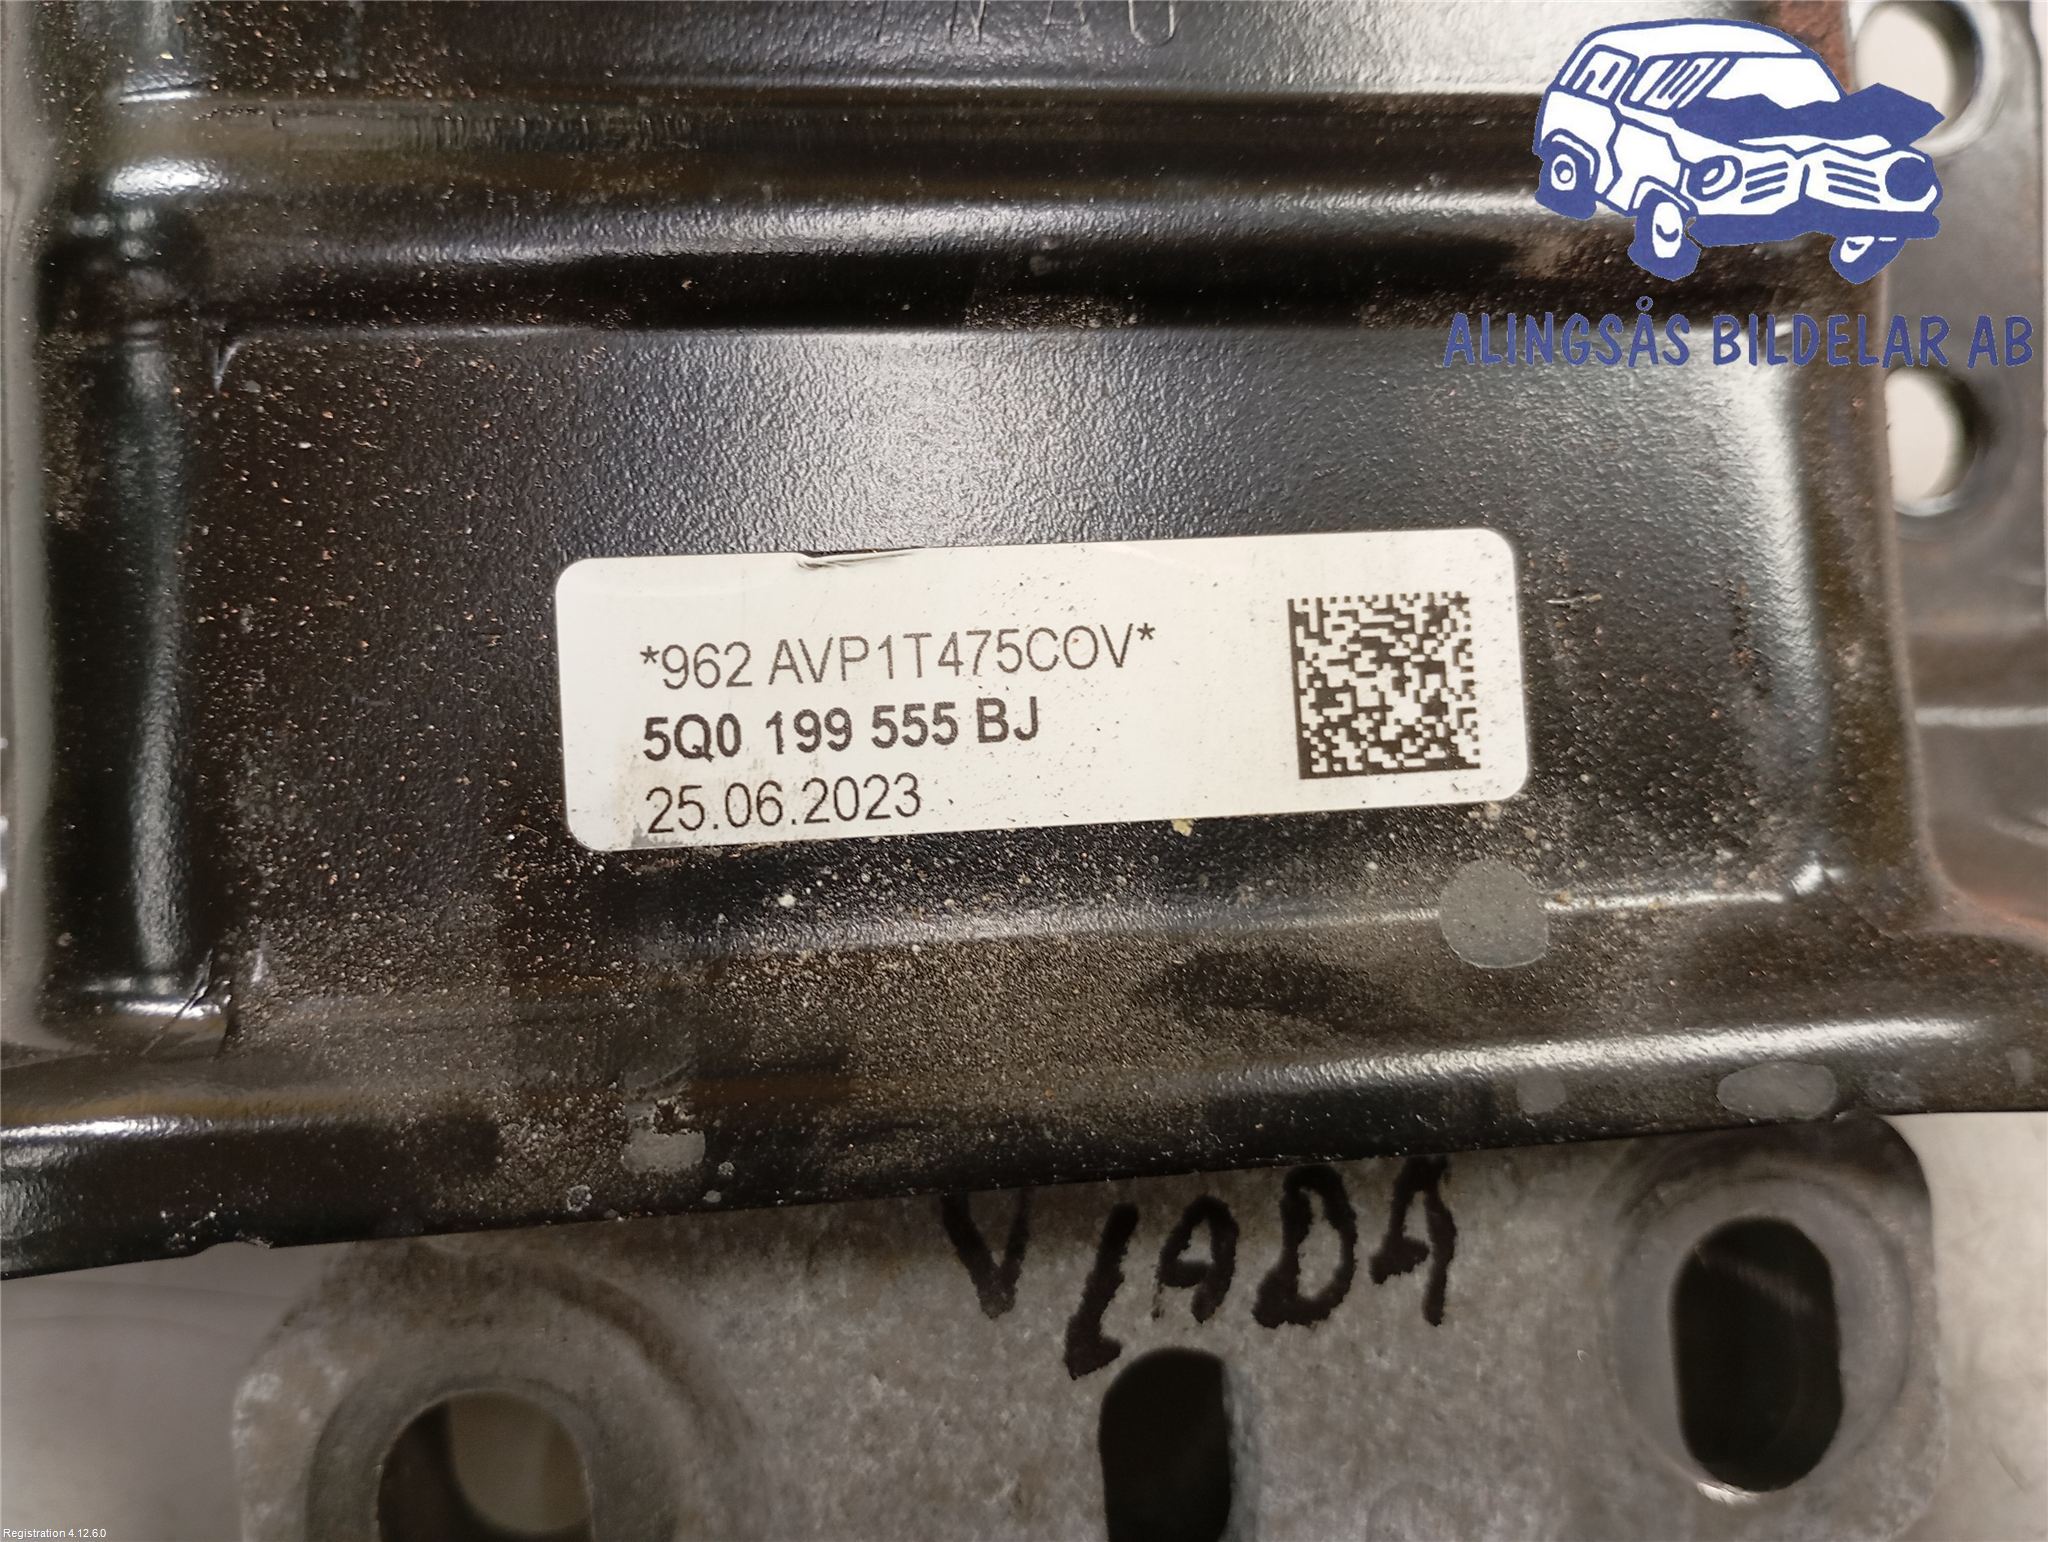 ALINGSÅS BILDELAR AB
*962 AVP1T475COV*
5Q0 199 555 BJ
25.06.2023
VLADA
Registration 4.12.6.0